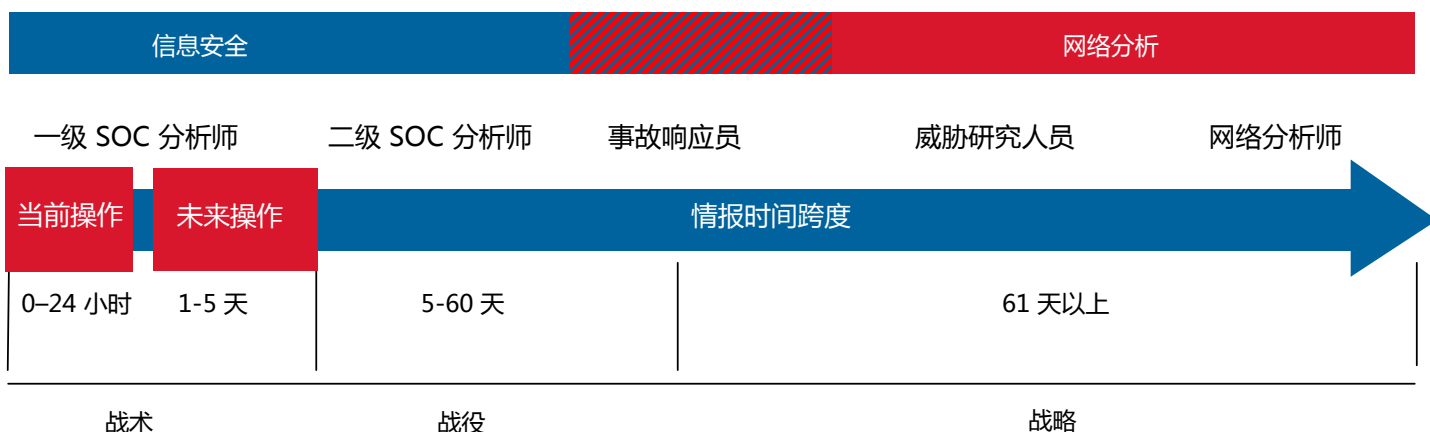 信息安全 网络分析
一级 SOC 分析师 二级 SOC 分析师 事故响应员 威胁研究人员 网络分析师
当前操作 未来操作 情报时间跨度
0–24 小时 1-5 天 5-60 天 61 天以上
战术 战役 战略